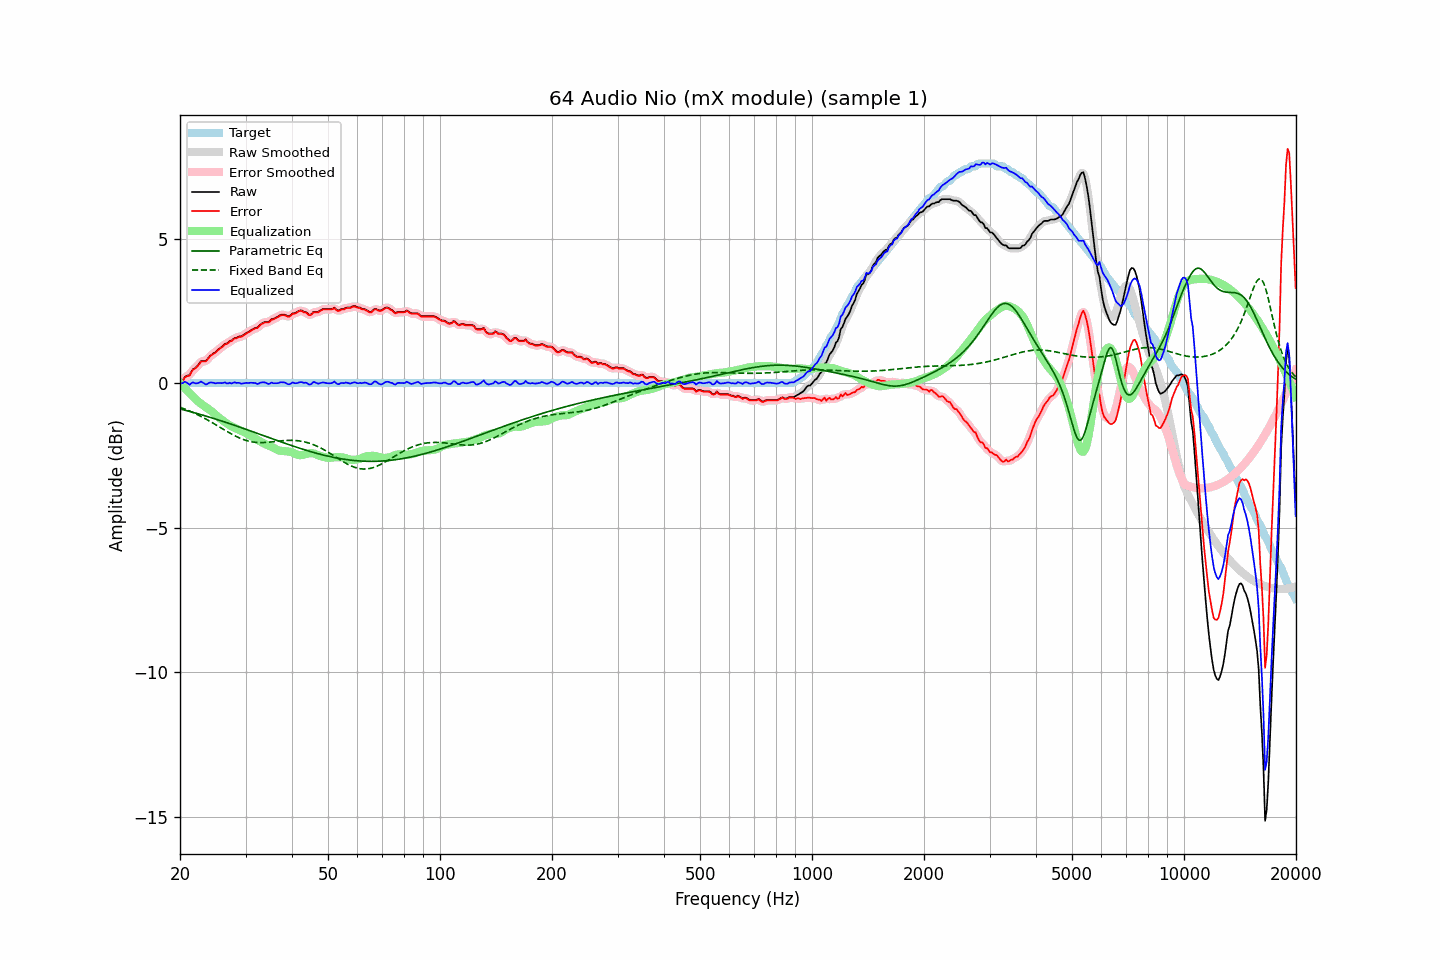 64 Audio Nio (mX module) (sample 1)
Target
Raw Smoothed
Error Smoothed
Raw
Error
Equalization
Parametric Eq
Fixed Band Eq
Equalized
Amplitude (dBr)
5
0
−5
−10
−15
20 50 100 200 500 1000 2000 5000 10000 20000
Frequency (Hz)